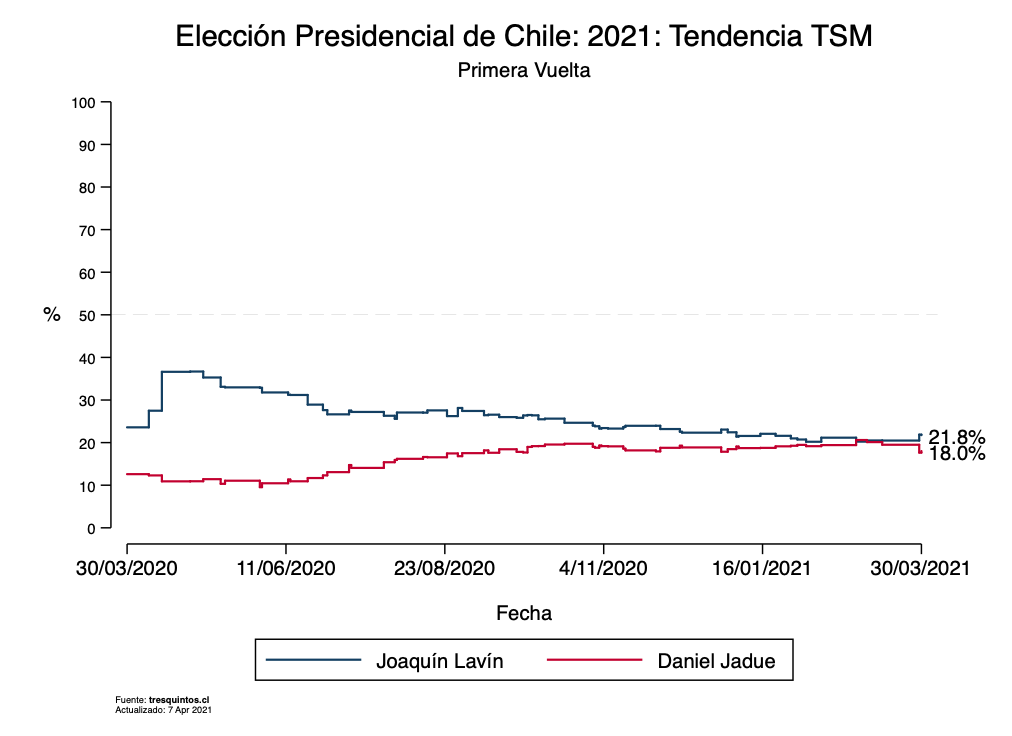 Elección Presidencial de Chile: 2021: Tendencia TSM
Primera Vuelta
100
90
80
70
60
% 50
40
30
20
10
0
21.8%
18.0%
30/03/2020 11/06/2020 23/08/2020 4/11/2020 16/01/2021 30/03/2021
Fecha
Joaquín Lavín Daniel Jadue
Fuente: tresquintos.cl
Actualizado: 7 Apr 2021